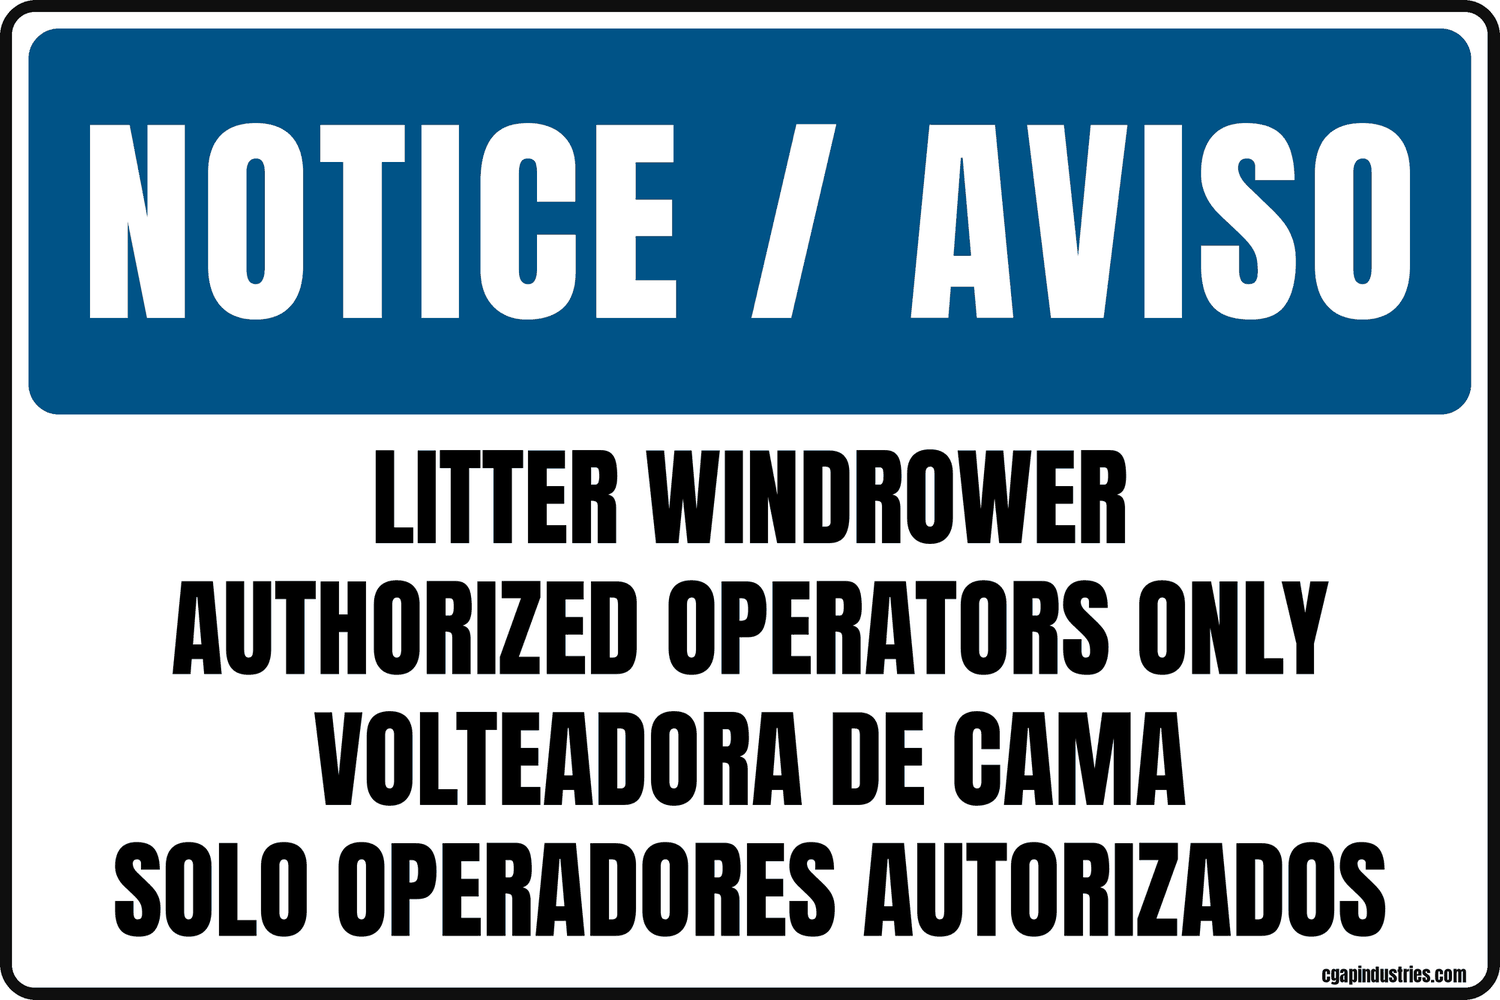 NOTICE / AVISO
LITTER WINDROWER
AUTHORIZED OPERATORS ONLY
VOLTEADORA DE CAMA
SOLO OPERADORES AUTORIZADOS
cgapindustries.com